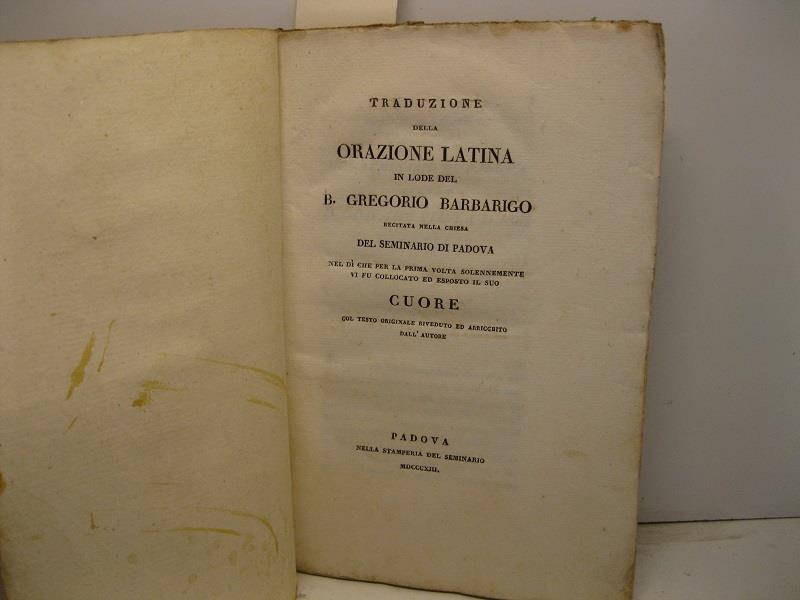 TRADUZIONE
DELLA
ORAZIONE LATINA
IN LODE DEL
B. GREGORIO BARBARIGO
RECITATA NELLA CHIESA
DEL SEMINARIO DI PADOVA
NEL DÌ CHE PER LA PRIMA VOLTA SOLENNEMENTE
VI FU COLLOCATO ED ESPOSTO IL SUO
CUORE
COL TESTO ORIGINALE RIVEDUTO ED ARRICCHITO
DALL' AUTORE
PADOVA
NELLA STAMPERIA DEL SEMINARIO
MDCCCXIII.